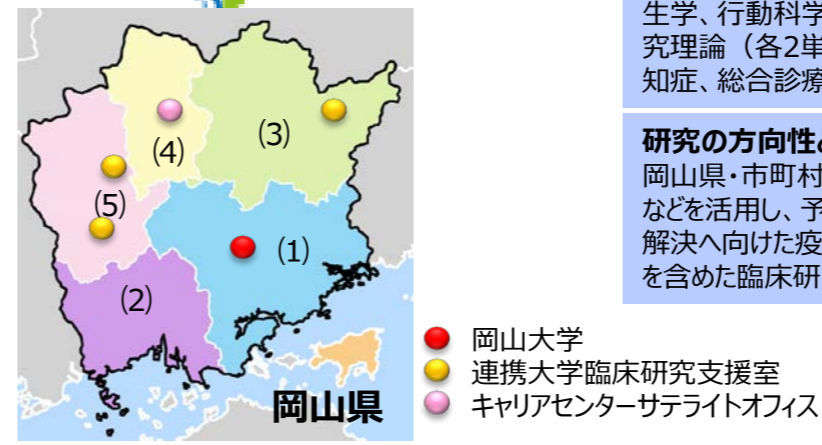 生学、行動科学
究理論（各2単
知症、総合診療
研究の方向性
岡山県・市町村
などを活用し、予
解決へ向けた疫
を含めた臨床研
(4)
(3)
(5)
(1)
(2)
岡山県
岡山大学
連携大学臨床研究支援室
キャリアセンターサテライトオフィス